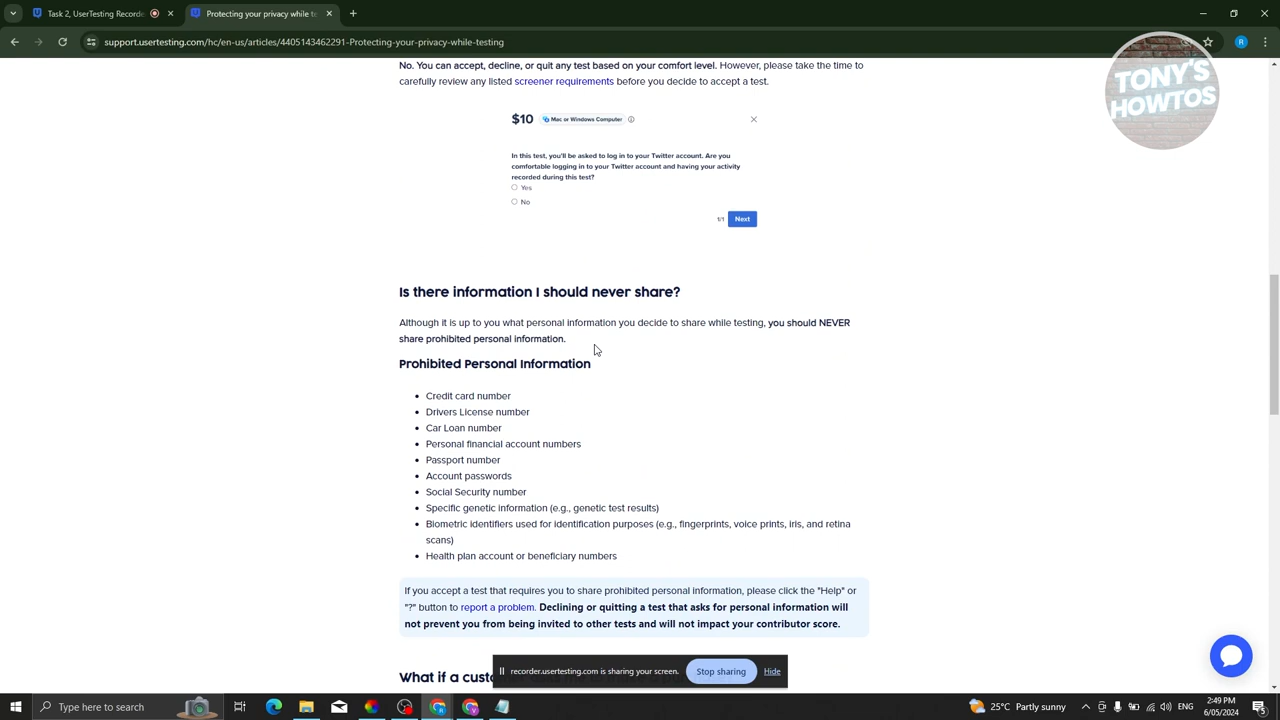 Task 2, UserTesting Recorde
Protecting your privacy while t
support.usertesting.com/hc/en-us/articles/4405143462291-Protecting-your-privacy-while-testing
R
TONY'S
HOWTOS
No. You can accept, decline, or quit any test based on your comfort level. However, please take the time to
carefully review any listed screener requirements before you decide to accept a test.
$10 Mac or Windows Computer
In this test, you'll be asked to log in to your Twitter account. Are you
comfortable logging in to your Twitter account and having your activity
recorded during this test?
Yes
No
1/1 Next
Is there information I should never share?
Although it is up to you what personal information you decide to share while testing, you should NEVER
share prohibited personal information.
Prohibited Personal Information
• Credit card number
• Drivers License number
• Car Loan number
• Personal financial account numbers
• Passport number
• Account passwords
• Social Security number
• Specific genetic information (e.g., genetic test results)
• Biometric identifiers used for identification purposes (e.g., fingerprints, voice prints, iris, and retina
scans)
• Health plan account or beneficiary numbers
If you accept a test that requires you to share prohibited personal information, please click the "Help" or
"?" button to report a problem. Declining or quitting a test that asks for personal information will
not prevent you from being invited to other tests and will not impact your contributor score.
What if a custo
recorder.usertesting.com is sharing your screen. Stop sharing Hide
Type here to search
25°C Partly sunny
ENG
2:49 PM
6/05/2024